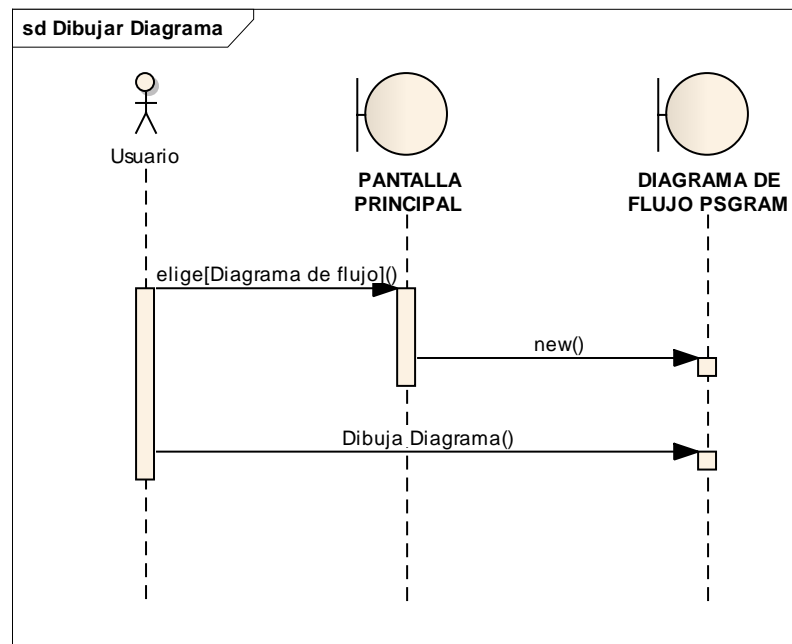 sd Dibujar Diagrama
Usuario
PANTALLA
PRINCIPAL
DIAGRAMA DE
FLUJO PSGRAM
elige[Diagrama de flujo]()
new()
Dibuja Diagrama()